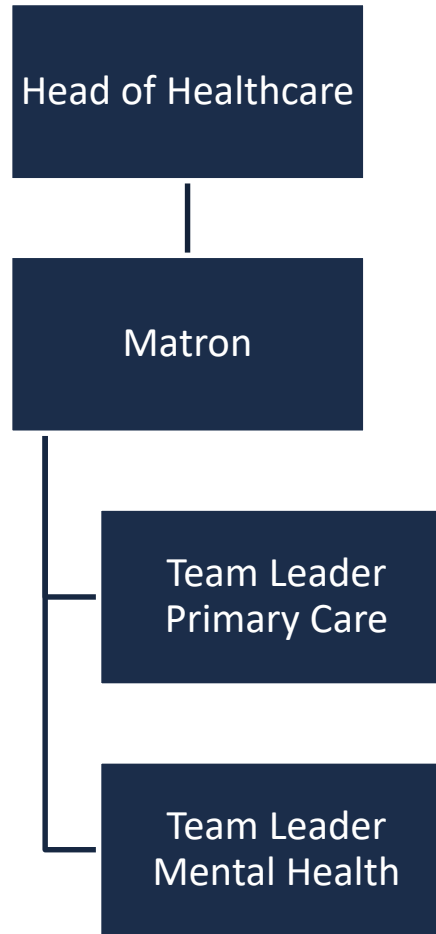 Head of Healthcare
Matron
Team Leader
Primary Care
Team Leader
Mental Health